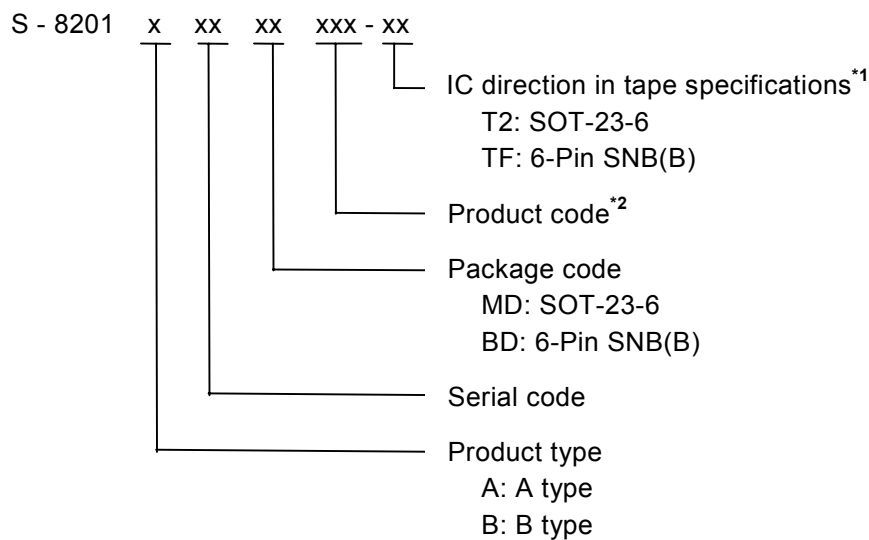 S - 8201 x xx xx xxx - xx
IC direction in tape specifications*1
T2: SOT-23-6
TF: 6-Pin SNB(B)
Product code*2
Package code
MD: SOT-23-6
BD: 6-Pin SNB(B)
Serial code
Product type
A: A type
B: B type